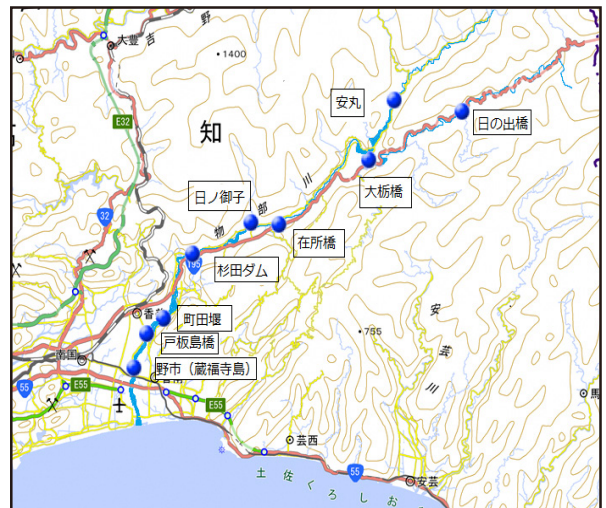 大豊
吉
野
1400
安丸
E32
知
日の出橋
大栃橋
日ノ御子
川
部
物
32
在所橋
杉田ダム
195
町田堰
安
芸
川
755
戸板島橋
南国
野市（蔵福寺島）
馬
55
E55
E55
芸西
55
安芸
土佐くろしお